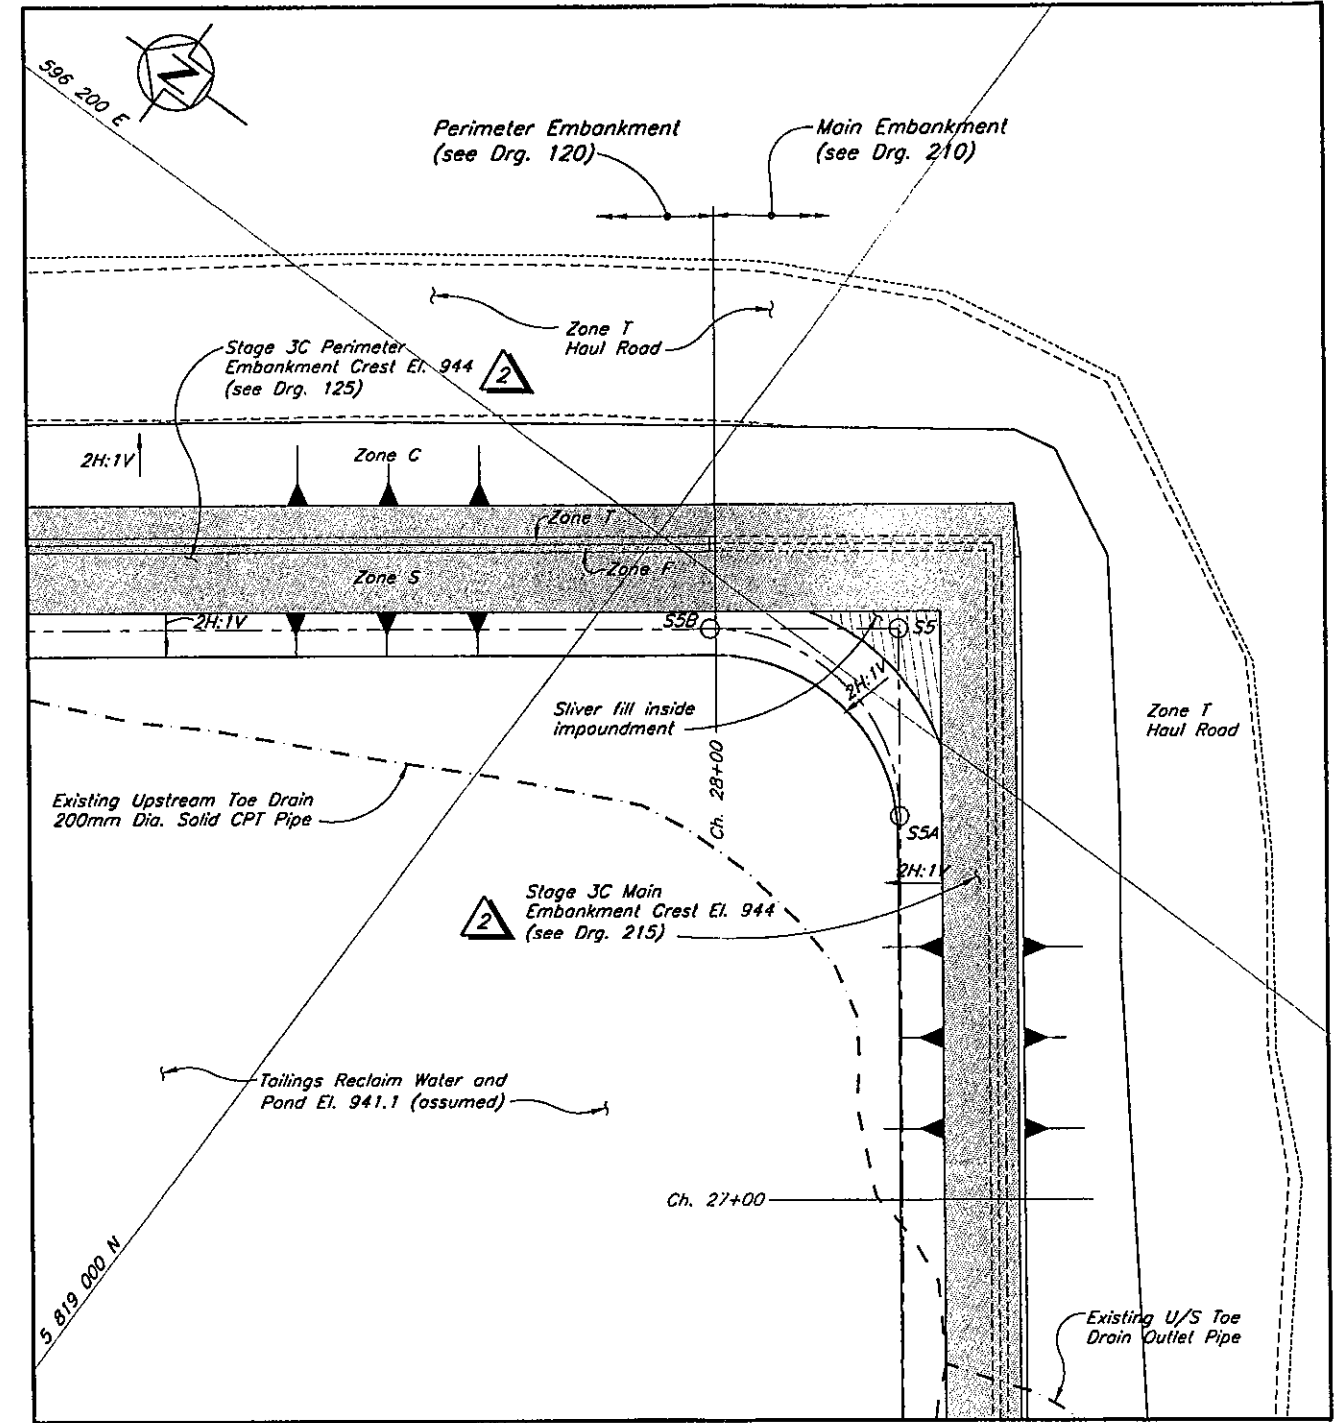 N
596 200 E
Perimeter Embankment
(see Drg. 120)
Main Embankment
(see Drg. 210)
Zone T
Haul Road
Stage 3C Perimeter
Embankment Crest El. 944
(see Drg. 125)
2
2H:1V
Zone C
Zone T
Zone F
Zone S
2H:1V
S5B
S5
2H:1V
Sliver fill inside
impoundment
Zone T
Haul Road
Ch. 28+00
Existing Upstream Toe Drain
200mm Dia. Solid CPT Pipe
S5A
2H:1V
2
Stage 3C Main
Embankment Crest El. 944
(see Drg. 215)
Tailings Reclaim Water and
Pond El. 941.1 (assumed)
Ch. 27+00
5 819 000 N
Existing U/S Toe
Drain Outlet Pipe